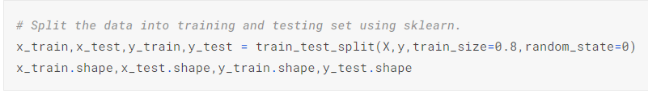 # Split the data into training and testing set using sklearn.
x_train,x_test,y_train,y_test = train_test_split(X,y,train_size=0.8,random_state=0)
x_train.shape,x_test.shape,y_train.shape,y_test.shape